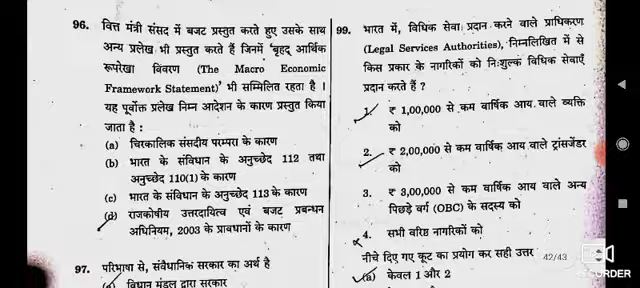 96. वित्त मंत्री संसद में बजट प्रस्तुत करते हुए उसके साथ
अन्य प्रलेख भी प्रस्तुत करते हैं जिनमें 'बृहद् आर्थिक
रूपरेखा विवरण (The Macro Economic
Framework Statement)' भी सम्मिलित रहता है ।
यह पूर्वोक्त प्रलेख निम्न आदेशन के कारण प्रस्तुत किया
जाता है :
(a) चिरकालिक संसदीय परम्परा के कारण
(b) भारत के संविधान के अनुच्छेद 112 तथा
अनुच्छेद 110(1) के कारण
(c) भारत के संविधान के अनुच्छेद 113 के कारण
(d) राजकोषीय उत्तरदायित्व एवं बजट प्रबन्धन
अधिनियम, 2003 के प्रावधानों के कारण
97. परिभाषा से, संवैधानिक सरकार का अर्थ है
(a) विधान मंडल द्वारा सरकार
99. भारत में, विधिक सेवा प्रदान करने वाले प्राधिकरण
(Legal Services Authorities), निम्नलिखित में से
किस प्रकार के नागरिकों को निःशुल्क विधिक सेवाएँ
प्रदान करते हैं ?
1. ₹ 1,00,000 से कम वार्षिक आय वाले व्यक्ति
को
2. ₹ 2,00,000 से कम वार्षिक आय वाले ट्रांसजेंडर
को
3. ₹ 3,00,000 से कम वार्षिक आय वाले अन्य
पिछड़े वर्ग (OBC) के सदस्य को
4. सभी वरिष्ठ नागरिकों को
नीचे दिए गए कूट का प्रयोग कर सही उत्तर
(a) केवल 1 और 2
42/43
RECORDER